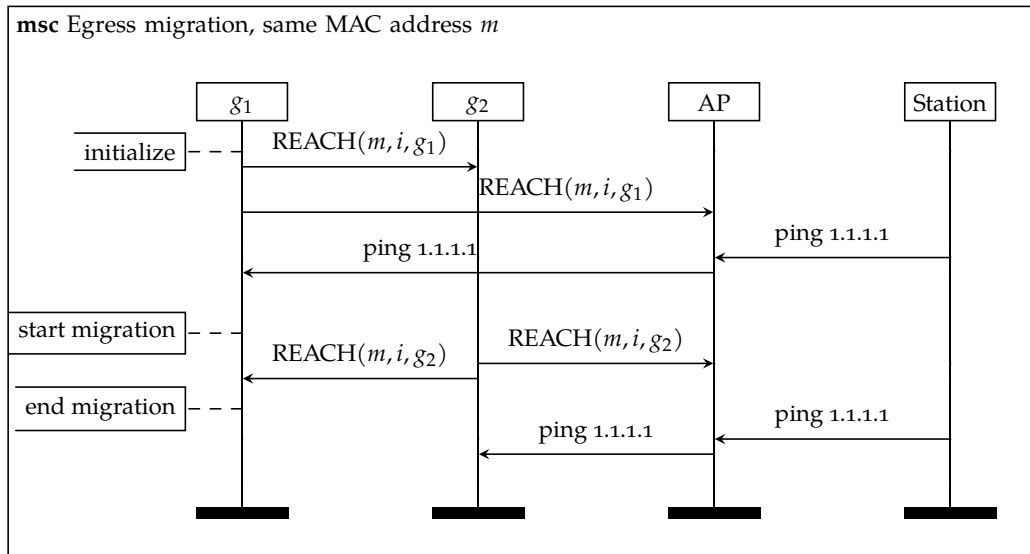 msc Egress migration, same MAC address m
g₁ g₂ AP Station
initialize
REACH(m, i, g₁)
REACH(m, i, g₁)
ping 1.1.1.1
ping 1.1.1.1
start migration
REACH(m, i, g₂)
REACH(m, i, g₂)
end migration
ping 1.1.1.1
ping 1.1.1.1